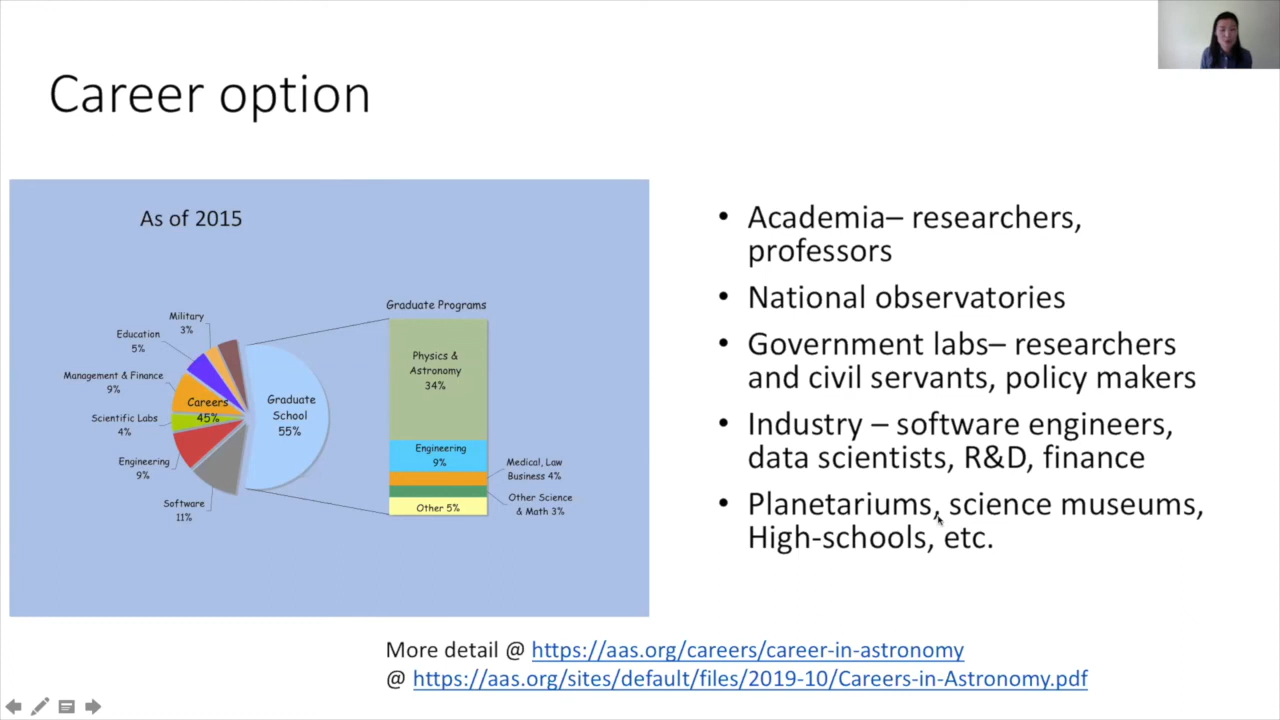 Career option
As of 2015
Military
3%
Education
5%
Management & Finance
9%
Scientific Labs
4%
Engineering
9%
Software
11%
Careers
45%
Graduate
School
55%
Graduate Programs
Physics &
Astronomy
34%
Engineering
9%
Medical, Law
Business 4%
Other Science
& Math 3%
Other 5%
• Academia– researchers,
professors
• National observatories
• Government labs– researchers
and civil servants, policy makers
• Industry – software engineers,
data scientists, R&D, finance
• Planetariums, science museums,
High-schools, etc.
More detail @ https://aas.org/careers/career-in-astronomy
@ https://aas.org/sites/default/files/2019-10/Careers-in-Astronomy.pdf